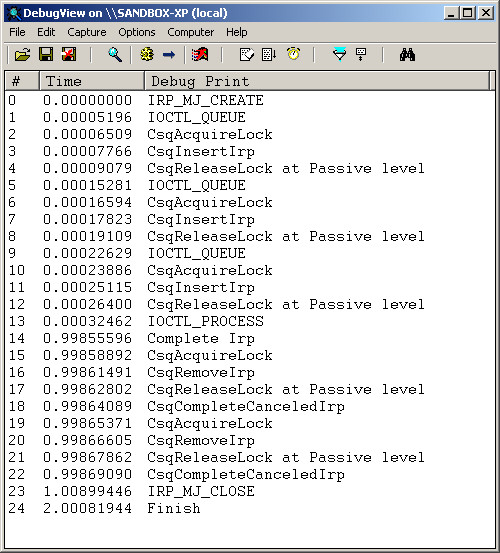 DebugView on \\SANDBOX-XP (local)
File Edit Capture Options Computer Help
# Time Debug Print
0 0.00000000 IRP_MJ_CREATE
1 0.00005196 IOCTL_QUEUE
2 0.00006509 CsqAcquireLock
3 0.00007766 CsqInsertIrp
4 0.00009079 CsqReleaseLock at Passive level
5 0.00015281 IOCTL_QUEUE
6 0.00016594 CsqAcquireLock
7 0.00017823 CsqInsertIrp
8 0.00019109 CsqReleaseLock at Passive level
9 0.00022629 IOCTL_QUEUE
10 0.00023886 CsqAcquireLock
11 0.00025115 CsqInsertIrp
12 0.00026400 CsqReleaseLock at Passive level
13 0.00032462 IOCTL_PROCESS
14 0.99855596 Complete Irp
15 0.99858892 CsqAcquireLock
16 0.99861491 CsqRemoveIrp
17 0.99862802 CsqReleaseLock at Passive level
18 0.99864089 CsqCompleteCanceledIrp
19 0.99865371 CsqAcquireLock
20 0.99866605 CsqRemoveIrp
21 0.99867862 CsqReleaseLock at Passive level
22 0.99869090 CsqCompleteCanceledIrp
23 1.00899446 IRP_MJ_CLOSE
24 2.00081944 Finish